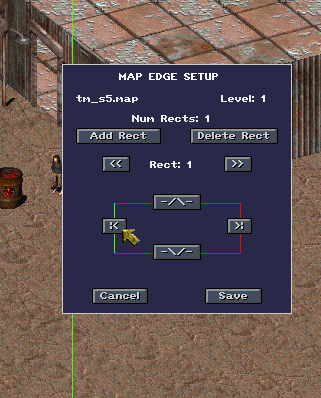 MAP EDGE SETUP
tm_s5.map Level: 1
Num Rects: 1
Add Rect Delete Rect
<< Rect: 1 >>
-/\-
|< >|
-\/-
Cancel Save